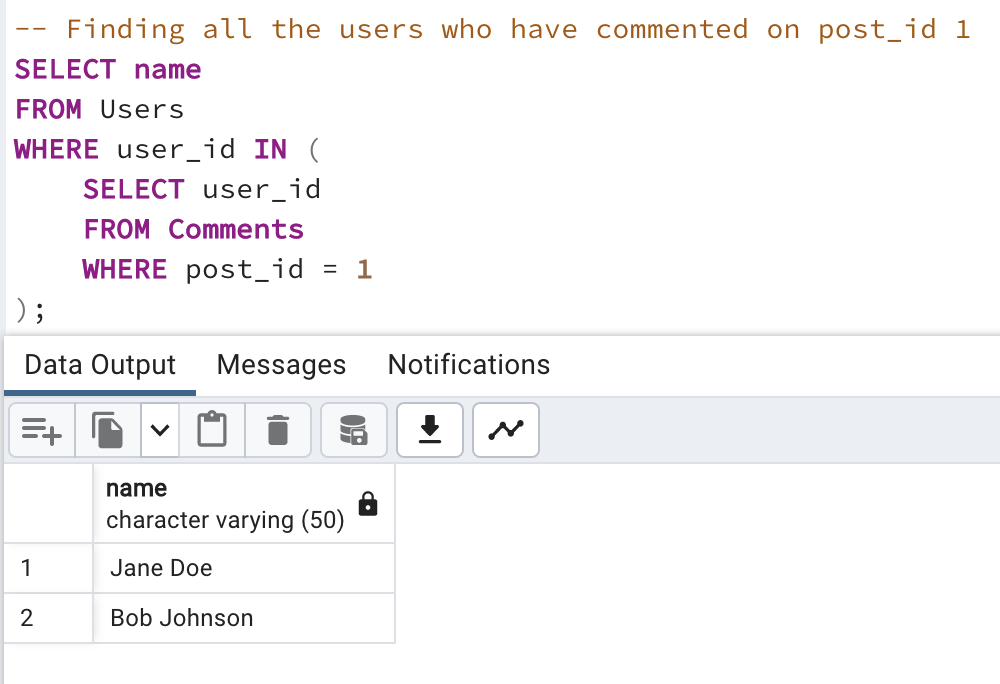 -- Finding all the users who have commented on post_id 1
SELECT name
FROM Users
WHERE user_id IN (
    SELECT user_id
    FROM Comments
    WHERE post_id = 1
);
Data Output Messages Notifications
name
character varying (50)
1 Jane Doe
2 Bob Johnson